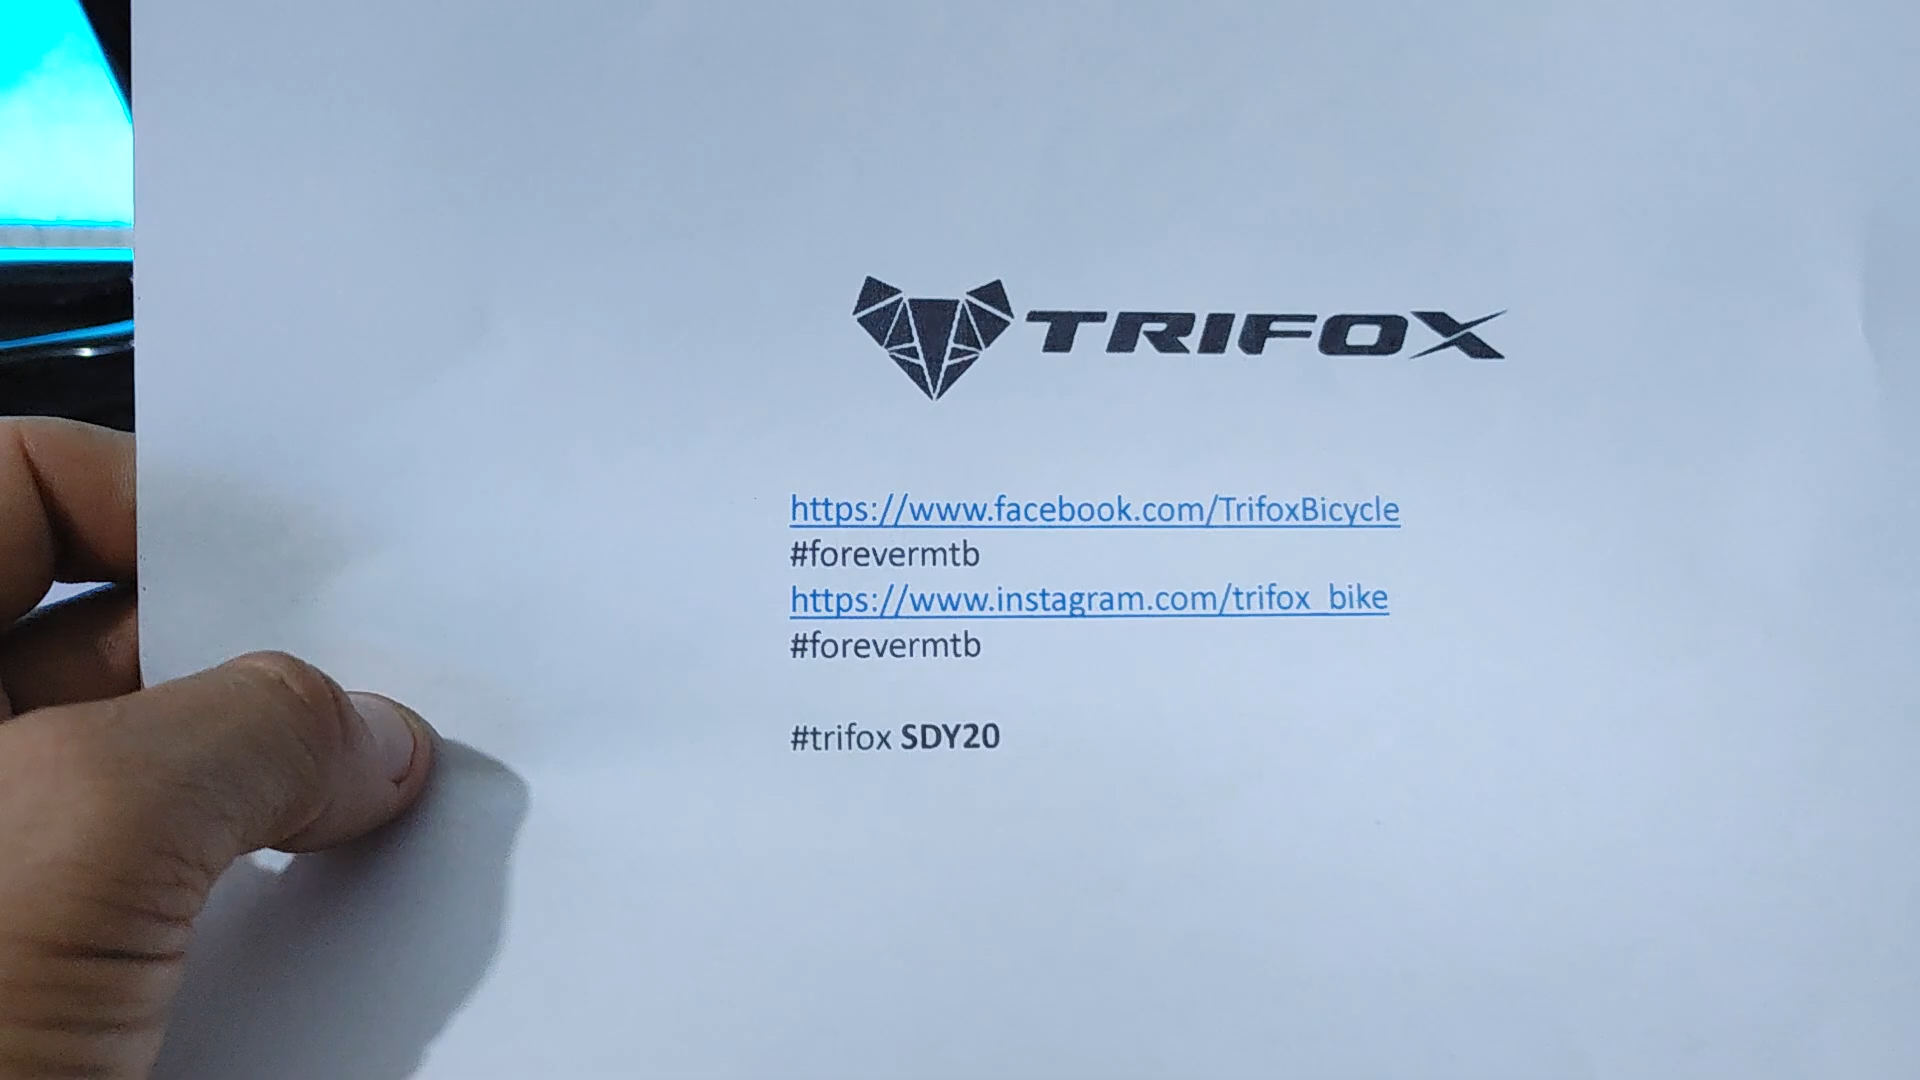 TRIFOX
https://www.facebook.com/TrifoxBicycle
#forevermtb
https://www.instagram.com/trifox_bike
#forevermtb
#trifox SDY20